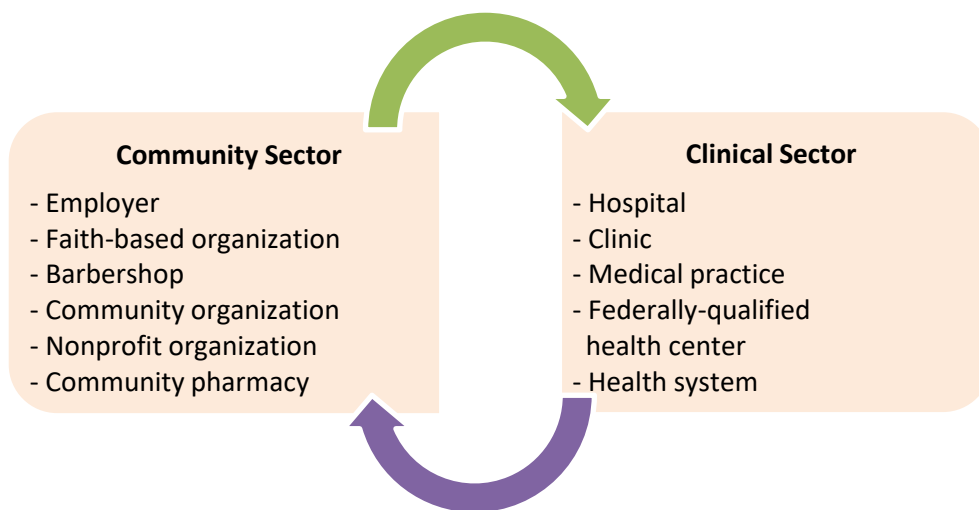 Community Sector
- Employer
- Faith-based organization
- Barbershop
- Community organization
- Nonprofit organization
- Community pharmacy
Clinical Sector
- Hospital
- Clinic
- Medical practice
- Federally-qualified
health center
- Health system